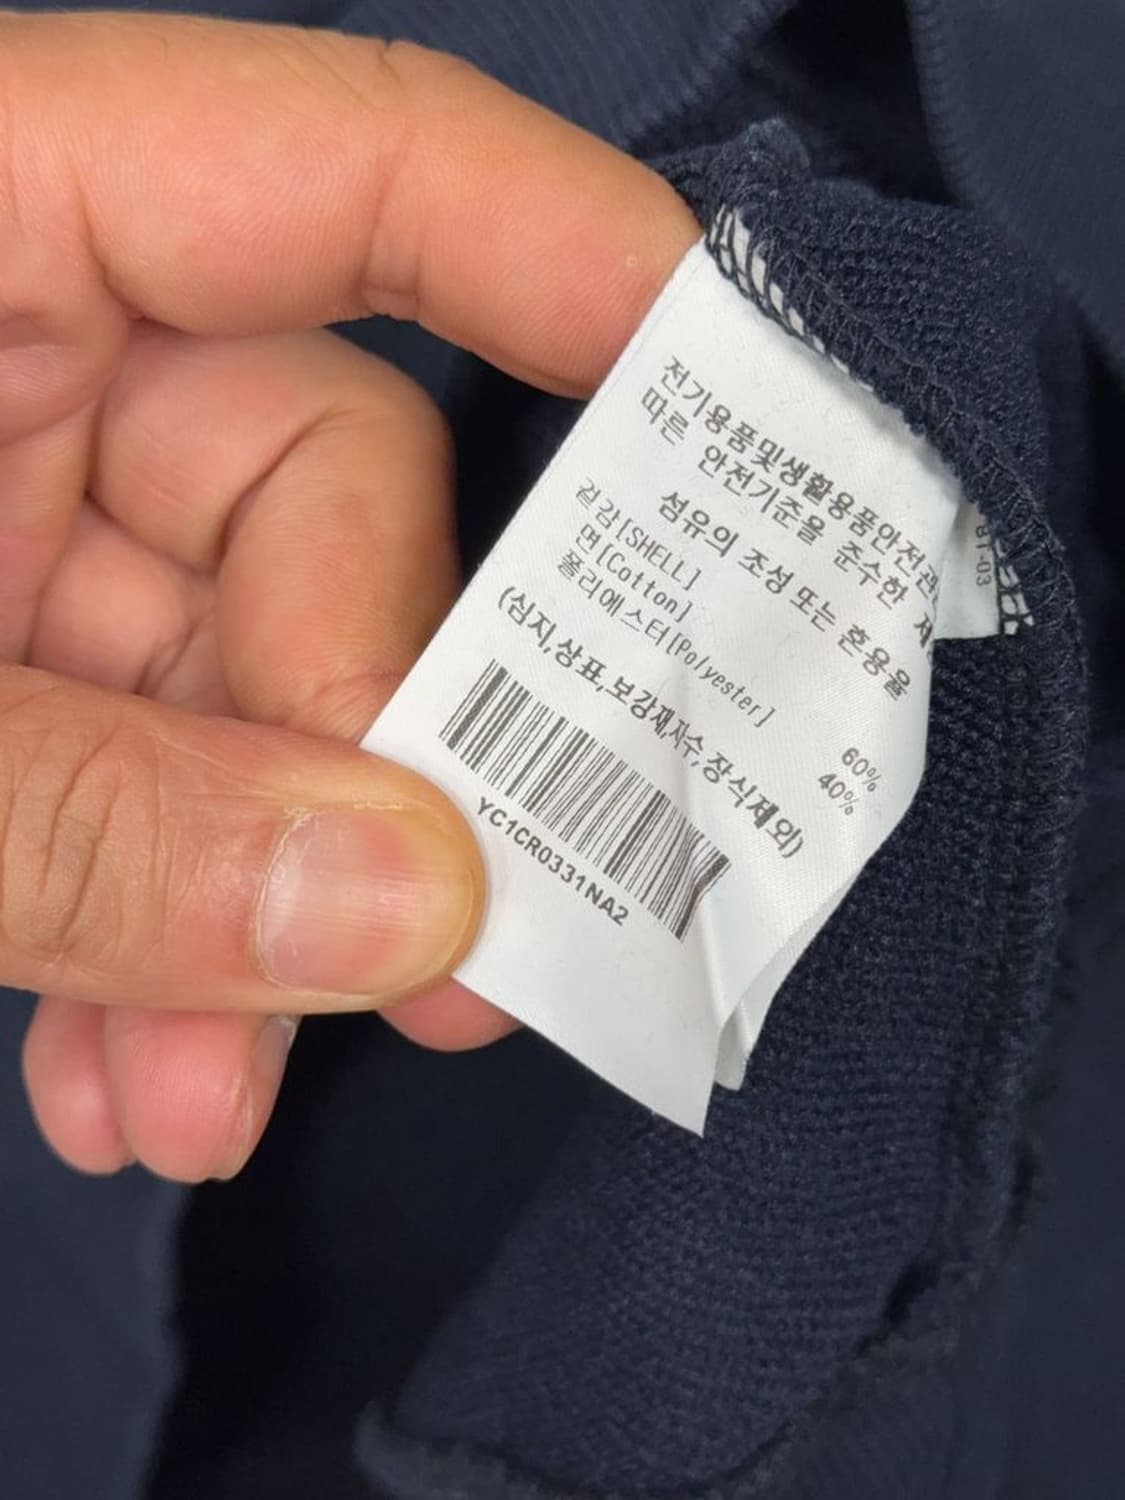 전기용품및생활용품안전관
따른 안전기준을 준수한 제
섬유의 조성 또는 혼용율
겉감[SHELL]
면[Cotton] 60%
폴리에스터[Polyester] 40%
(심지,상표,보강재,자수,장식제외)
YC1CR0331NA2
81-03